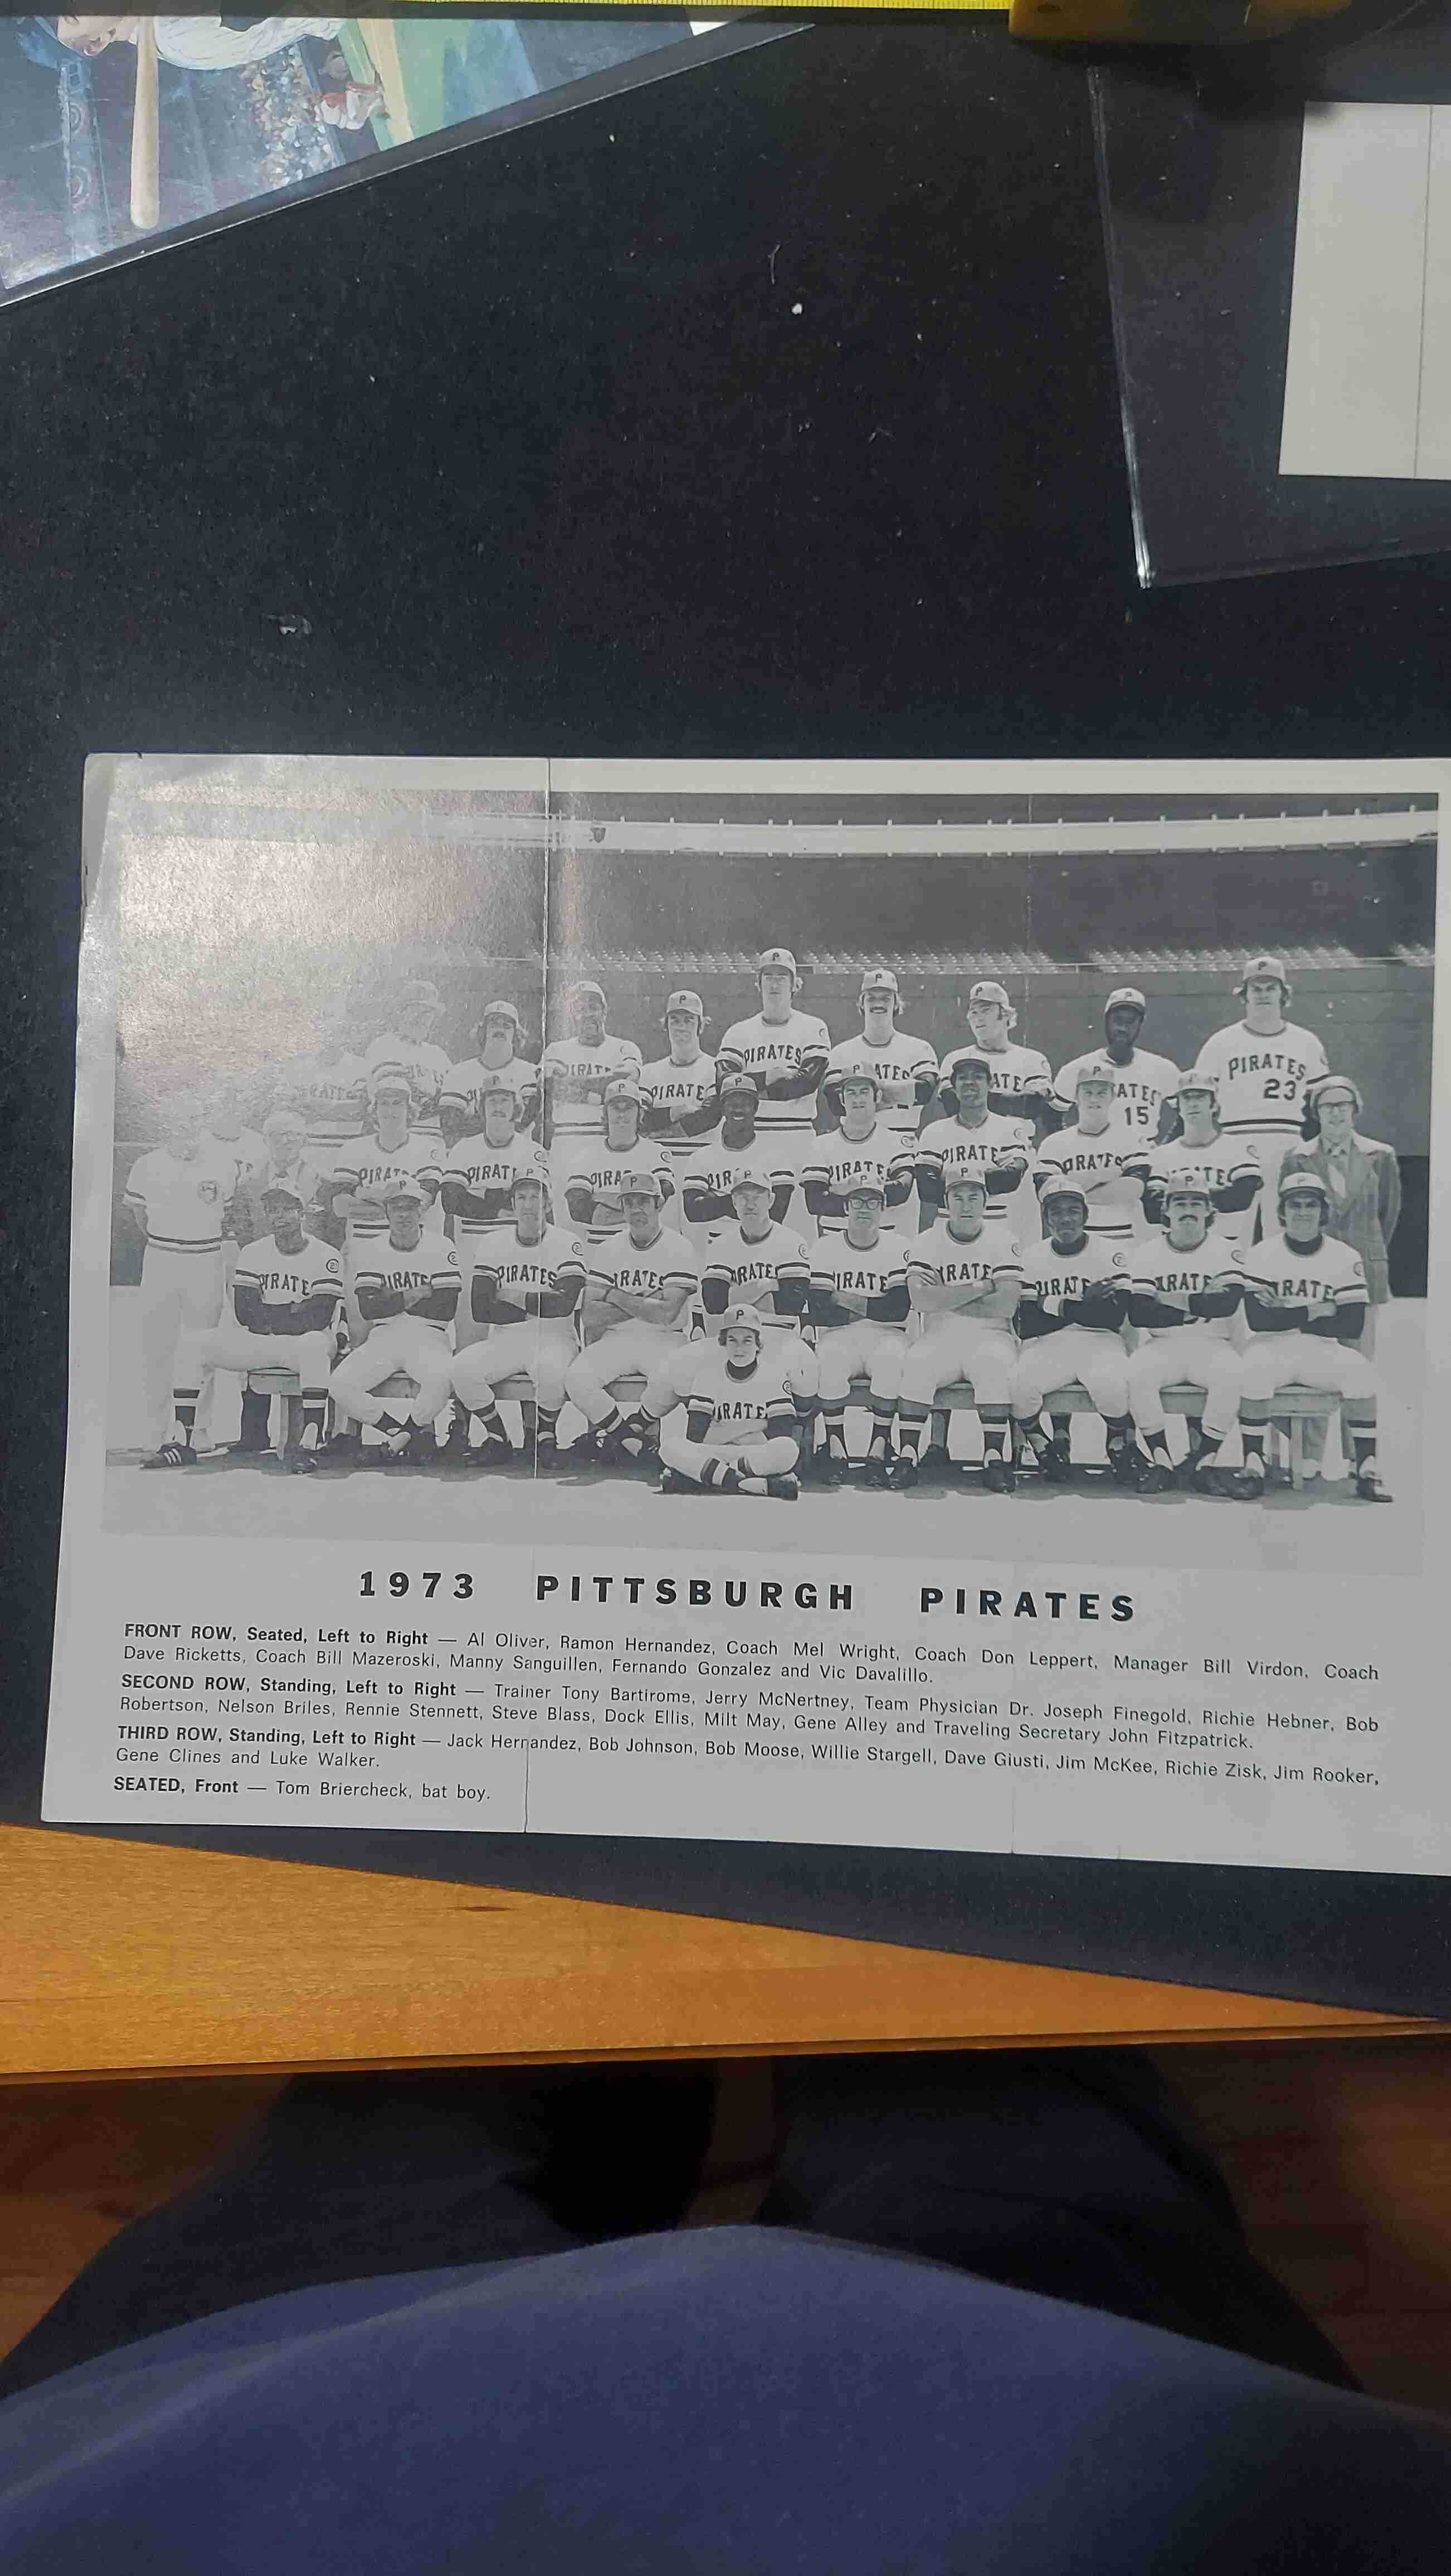 P
P
P
P
P
P
P
PIRATES
PIRATES
23
15
PIRATES
PIRATES
1973 PITTSBURGH PIRATES
FRONT ROW, Seated, Left to Right — Al Oliver, Ramon Hernandez, Coach Mel Wright, Coach Don Leppert, Manager Bill Virdon, Coach
Dave Ricketts, Coach Bill Mazeroski, Manny Sanguillen, Fernando Gonzalez and Vic Davalillo.
SECOND ROW, Standing, Left to Right — Trainer Tony Bartirome, Jerry McNertney, Team Physician Dr. Joseph Finegold, Richie Hebner, Bob
Robertson, Nelson Briles, Rennie Stennett, Steve Blass, Dock Ellis, Milt May, Gene Alley and Traveling Secretary John Fitzpatrick.
THIRD ROW, Standing, Left to Right — Jack Hernandez, Bob Johnson, Bob Moose, Willie Stargell, Dave Giusti, Jim McKee, Richie Zisk, Jim Rooker,
Gene Clines and Luke Walker.
SEATED, Front — Tom Briercheck, bat boy.